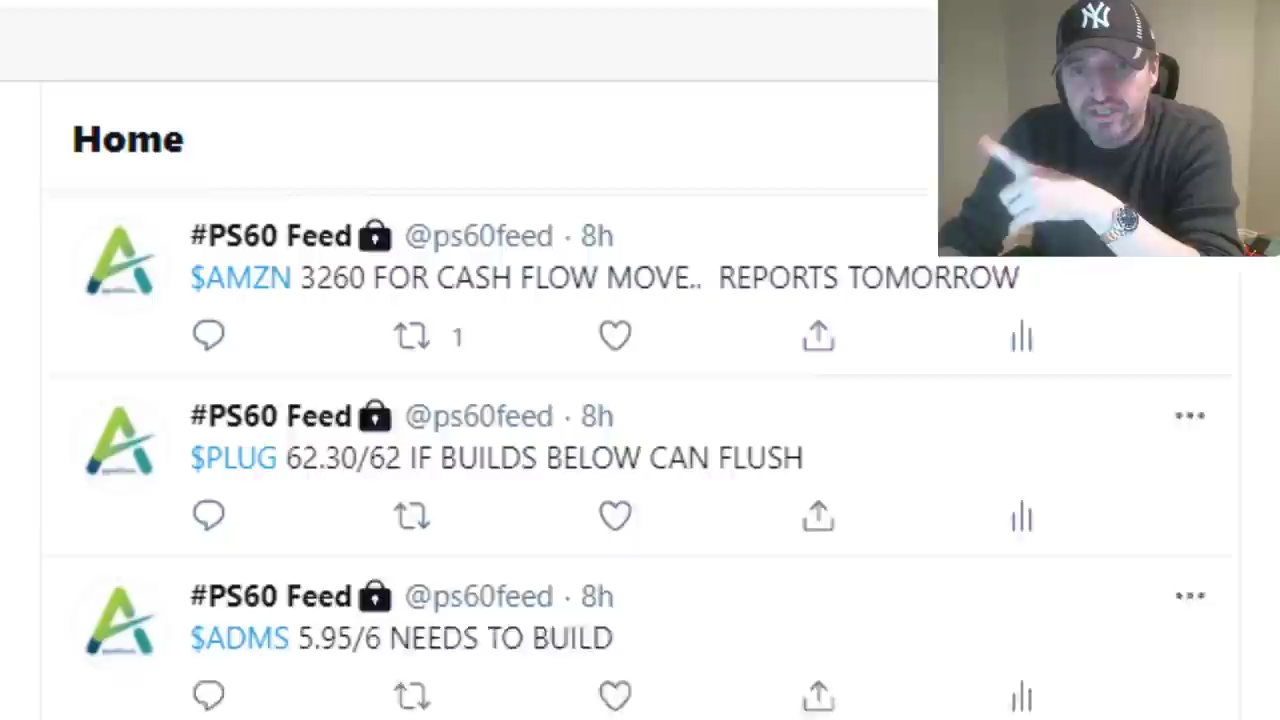 NY
Home
#PS60 Feed @ps60feed · 8h
$AMZN 3260 FOR CASH FLOW MOVE.. REPORTS TOMORROW
1
#PS60 Feed @ps60feed · 8h
$PLUG 62.30/62 IF BUILDS BELOW CAN FLUSH
#PS60 Feed @ps60feed · 8h
$ADMS 5.95/6 NEEDS TO BUILD